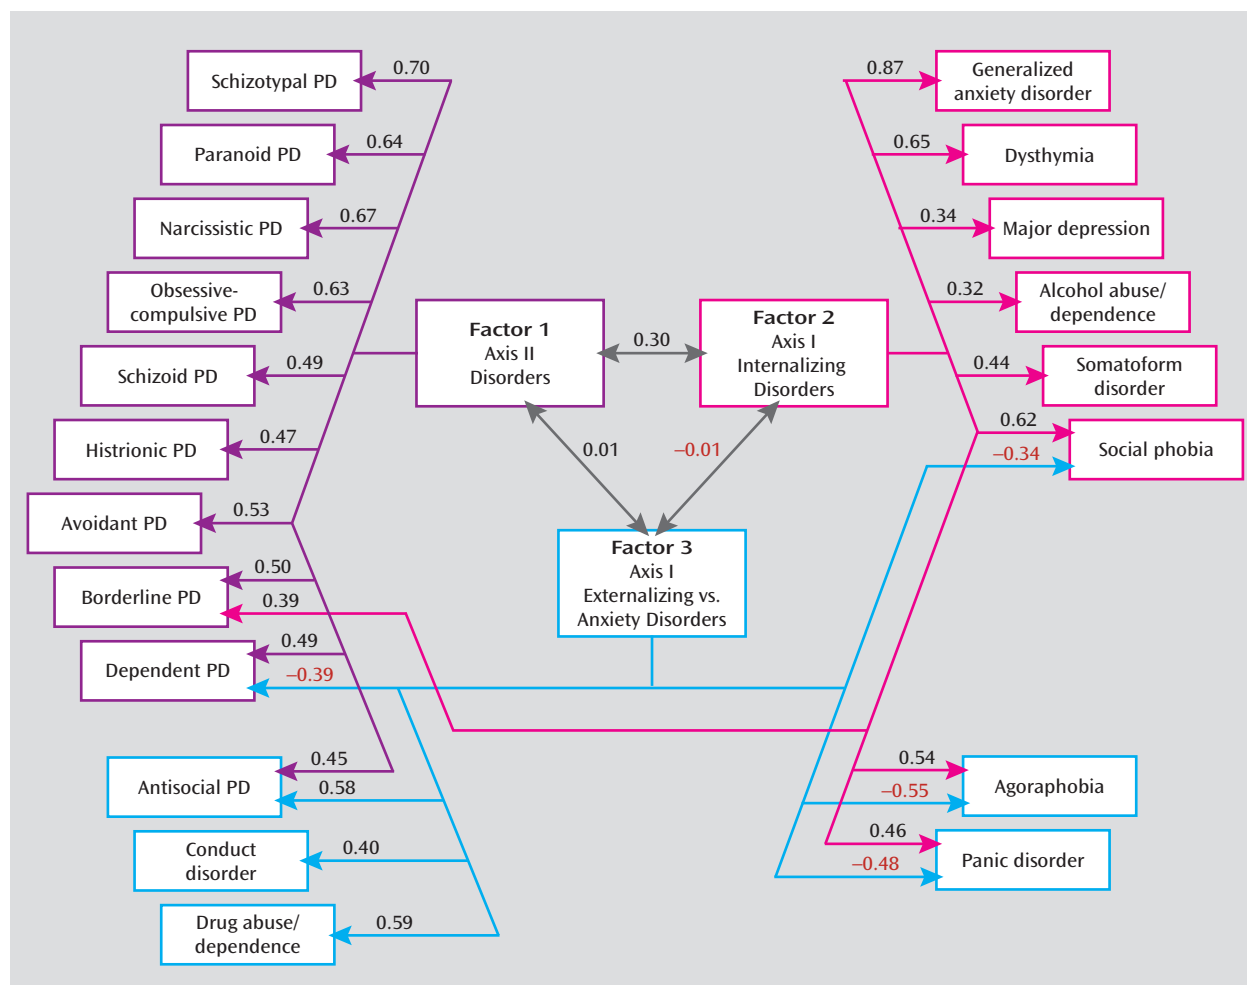 Schizotypal PD
0.70
Paranoid PD
0.64
Narcissistic PD
0.67
Obsessive-
compulsive PD
0.63
Schizoid PD
0.49
Histrionic PD
0.47
Avoidant PD
0.53
Borderline PD
0.50
0.39
Dependent PD
0.49
–0.39
Antisocial PD
0.45
0.58
Conduct
disorder
0.40
Drug abuse/
dependence
0.59
Factor 1
Axis II
Disorders
0.30
Factor 2
Axis I
Internalizing
Disorders
0.01
–0.01
Factor 3
Axis I
Externalizing vs.
Anxiety Disorders
0.87
Generalized
anxiety disorder
0.65
Dysthymia
0.34
Major depression
0.32
Alcohol abuse/
dependence
0.44
Somatoform
disorder
0.62
–0.34
Social phobia
0.54
–0.55
Agoraphobia
0.46
–0.48
Panic disorder